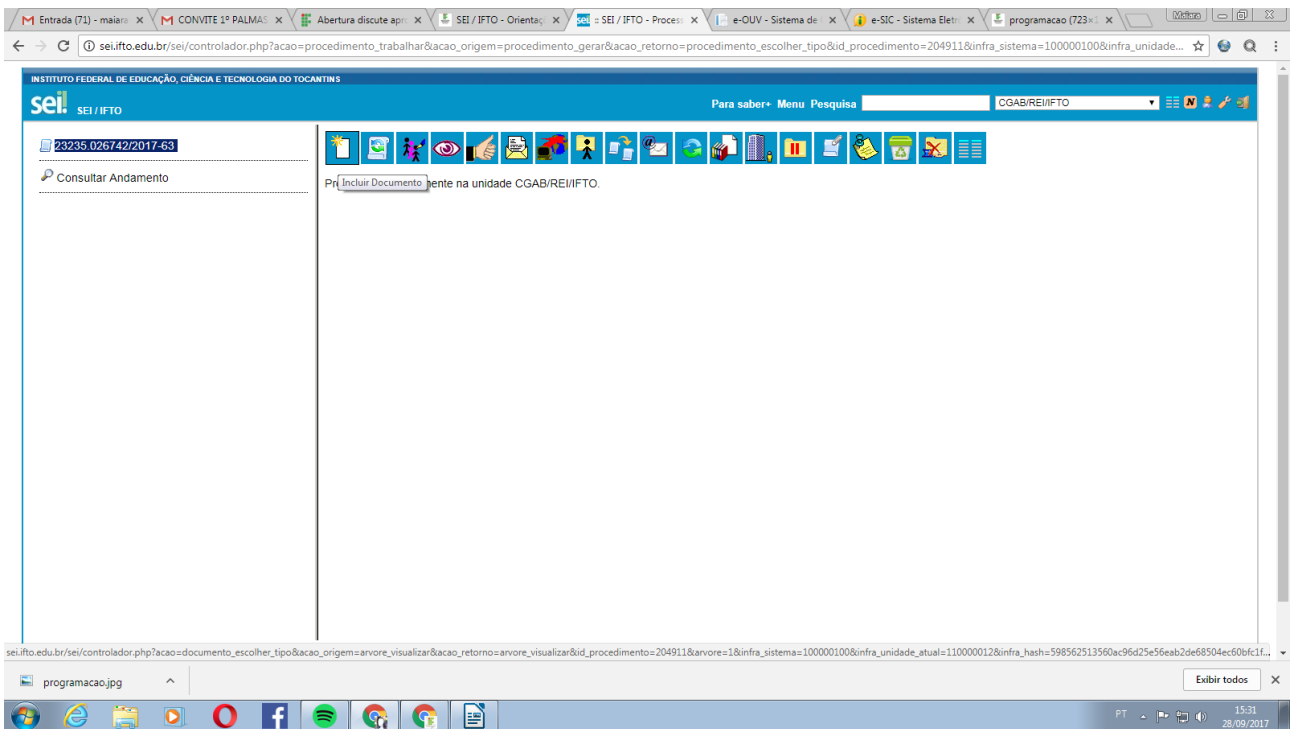 Entrada (71) - maiara
CONVITE 1º PALMAS
Abertura discute apr
SEI / IFTO - Orientaç
sei :: SEI / IFTO - Process
e-OUV - Sistema de
e-SIC - Sistema Eletr
programacao (723×
Maiara
sei.ifto.edu.br/sei/controlador.php?acao=procedimento_trabalhar&acao_origem=procedimento_gerar&acao_retorno=procedimento_escolher_tipo&id_procedimento=204911&infra_sistema=100000100&infra_unidade...
INSTITUTO FEDERAL DE EDUCAÇÃO, CIÊNCIA E TECNOLOGIA DO TOCANTINS
sei! SEI / IFTO
Para saber+ Menu Pesquisa
CGAB/REI/IFTO
N
23235.026742/2017-63
Consultar Andamento
Incluir Documento
Pr
ente na unidade CGAB/REI/IFTO.
sei.ifto.edu.br/sei/controlador.php?acao=documento_escolher_tipo&acao_origem=arvore_visualizar&acao_retorno=arvore_visualizar&id_procedimento=204911&arvore=1&infra_sistema=100000100&infra_unidade_atual=110000012&infra_hash=598562513560ac96d25e56eab2de68504ec60bfc1f...
programacao.jpg
Exibir todos
PT
15:31
28/09/2017